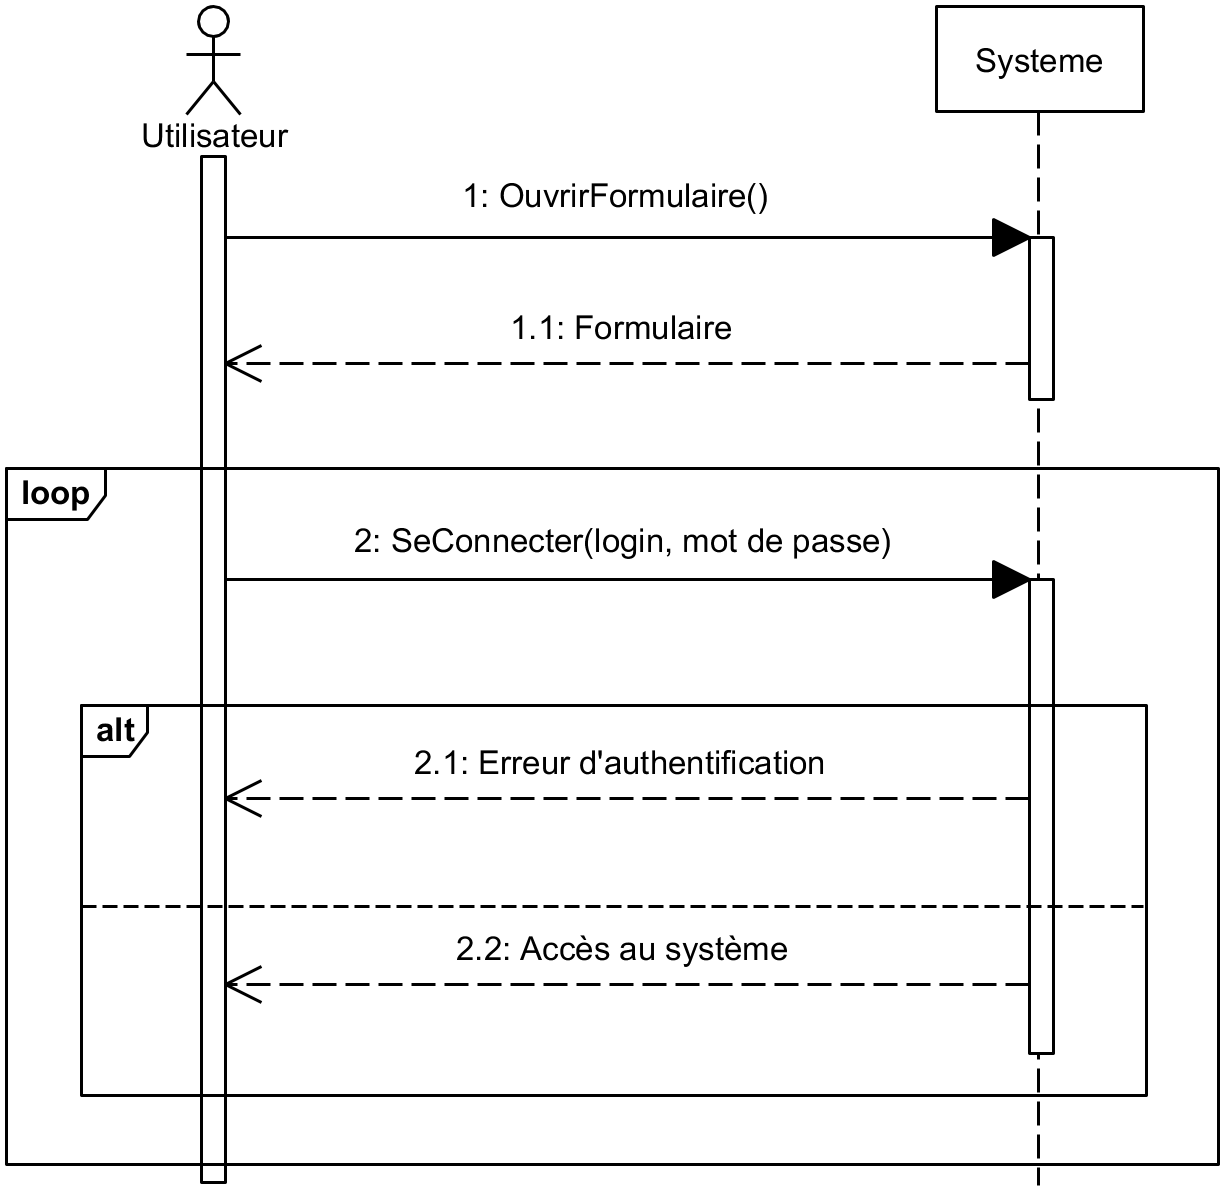 Systeme
Utilisateur
1: OuvrirFormulaire()
1.1: Formulaire
loop
2: SeConnecter(login, mot de passe)
alt
2.1: Erreur d'authentification
2.2: Accès au système